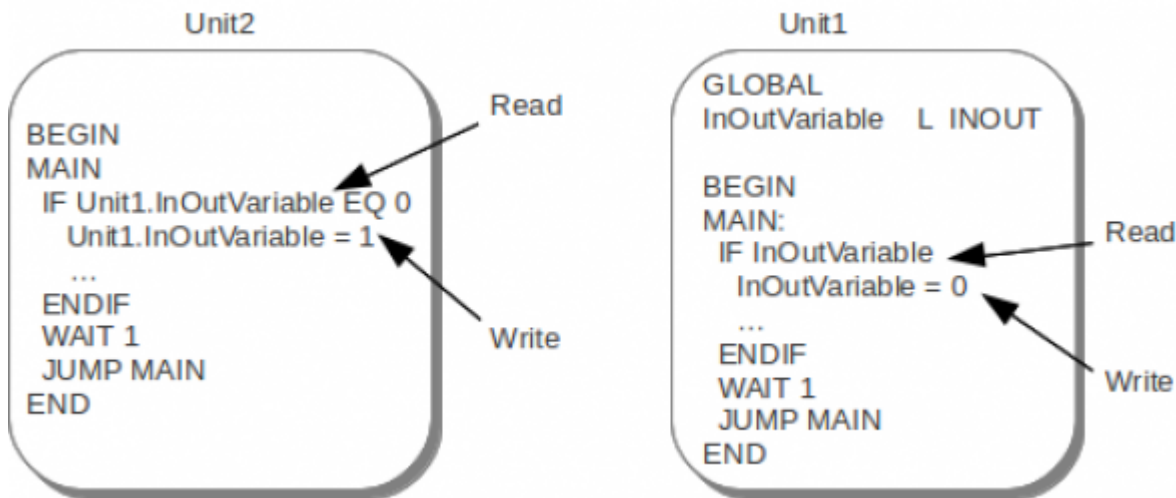 Unit2
BEGIN
MAIN
IF Unit1.InOutVariable EQ 0
Unit1.InOutVariable = 1
...
ENDIF
WAIT 1
JUMP MAIN
END
Read
Write
Unit1
GLOBAL
InOutVariable L INOUT
BEGIN
MAIN:
IF InOutVariable
InOutVariable = 0
...
ENDIF
WAIT 1
JUMP MAIN
END
Read
Write